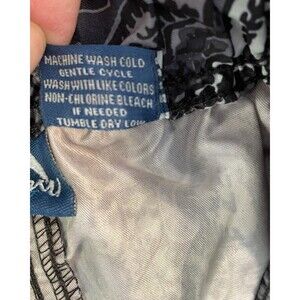 MACHINE WASH COLD
GENTLE CYCLE
WASH WITH LIKE COLORS
NON-CHLORINE BLEACH
IF NEEDED
TUMBLE DRY LOW